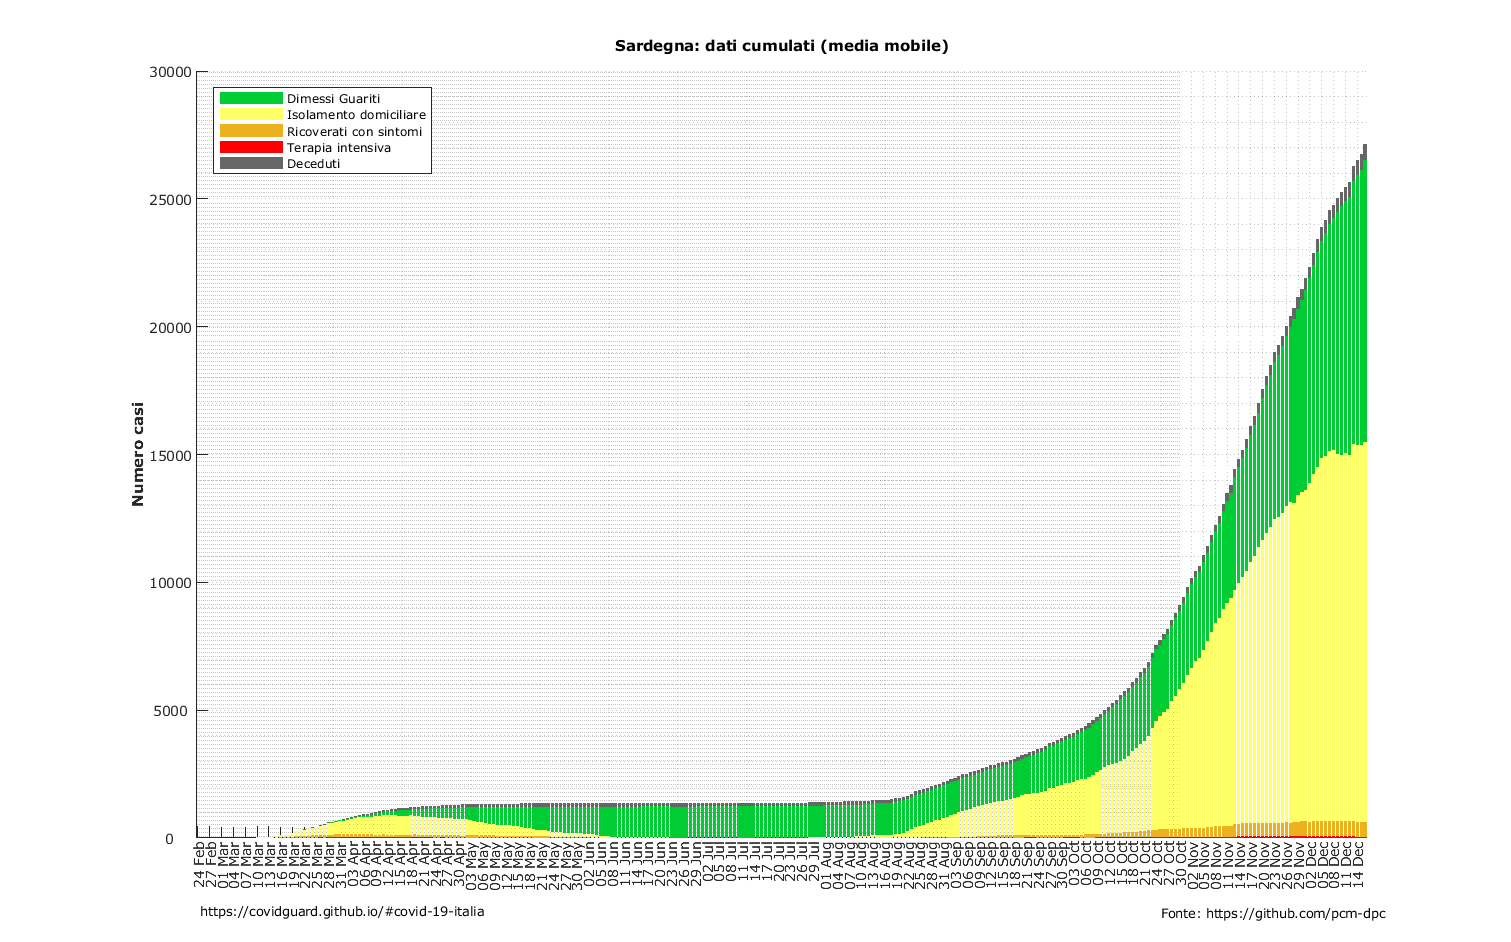 Sardegna: dati cumulati (media mobile)
30000
25000
20000
15000
10000
5000
0
Numero casi
Dimessi Guariti
Isolamento domiciliare
Ricoverati con sintomi
Terapia intensiva
Deceduti
24 Feb
27 Feb
01 Mar
04 Mar
07 Mar
10 Mar
13 Mar
16 Mar
19 Mar
22 Mar
25 Mar
28 Mar
31 Mar
03 Apr
06 Apr
09 Apr
12 Apr
15 Apr
18 Apr
21 Apr
24 Apr
27 Apr
30 Apr
03 May
06 May
09 May
12 May
15 May
18 May
21 May
24 May
27 May
30 May
02 Jun
05 Jun
08 Jun
11 Jun
14 Jun
17 Jun
20 Jun
23 Jun
26 Jun
29 Jun
02 Jul
05 Jul
08 Jul
11 Jul
14 Jul
17 Jul
20 Jul
23 Jul
26 Jul
29 Jul
01 Aug
04 Aug
07 Aug
10 Aug
13 Aug
16 Aug
19 Aug
22 Aug
25 Aug
28 Aug
31 Aug
03 Sep
06 Sep
09 Sep
12 Sep
15 Sep
18 Sep
21 Sep
24 Sep
27 Sep
30 Sep
03 Oct
06 Oct
09 Oct
12 Oct
15 Oct
18 Oct
21 Oct
24 Oct
27 Oct
30 Oct
02 Nov
05 Nov
08 Nov
11 Nov
14 Nov
17 Nov
20 Nov
23 Nov
26 Nov
29 Nov
02 Dec
05 Dec
08 Dec
11 Dec
14 Dec
https://covidguard.github.io/#covid-19-italia
Fonte: https://github.com/pcm-dpc